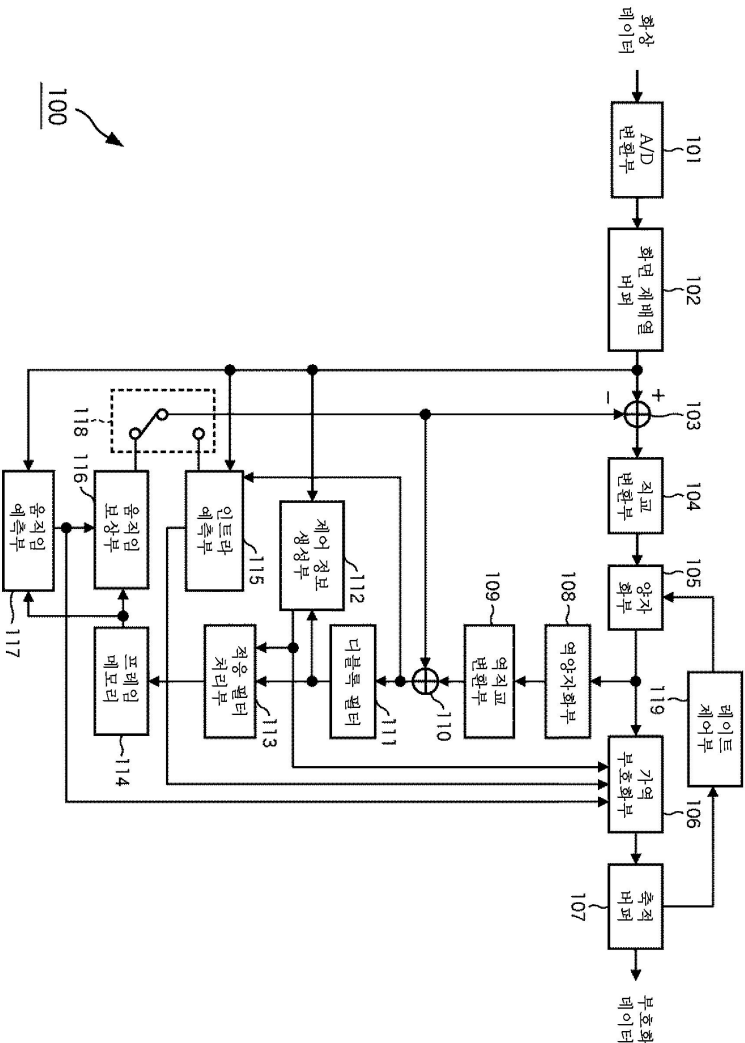 화상
데이터
A/D
변환부
101
화면 재배열
버퍼
102
+
−
103
직교
변환부
104
양자
화부
105
가역
부호화부
106
축적
버퍼
107
부호화
데이터
레이트
제어부
119
역양자화부
108
역직교
변환부
109
110
디블록 필터
111
제어 정보
생성부
112
적응 필터
처리부
113
프레임
메모리
114
인트라
예측부
115
움직임
보상부
116
움직임
예측부
117
118
100